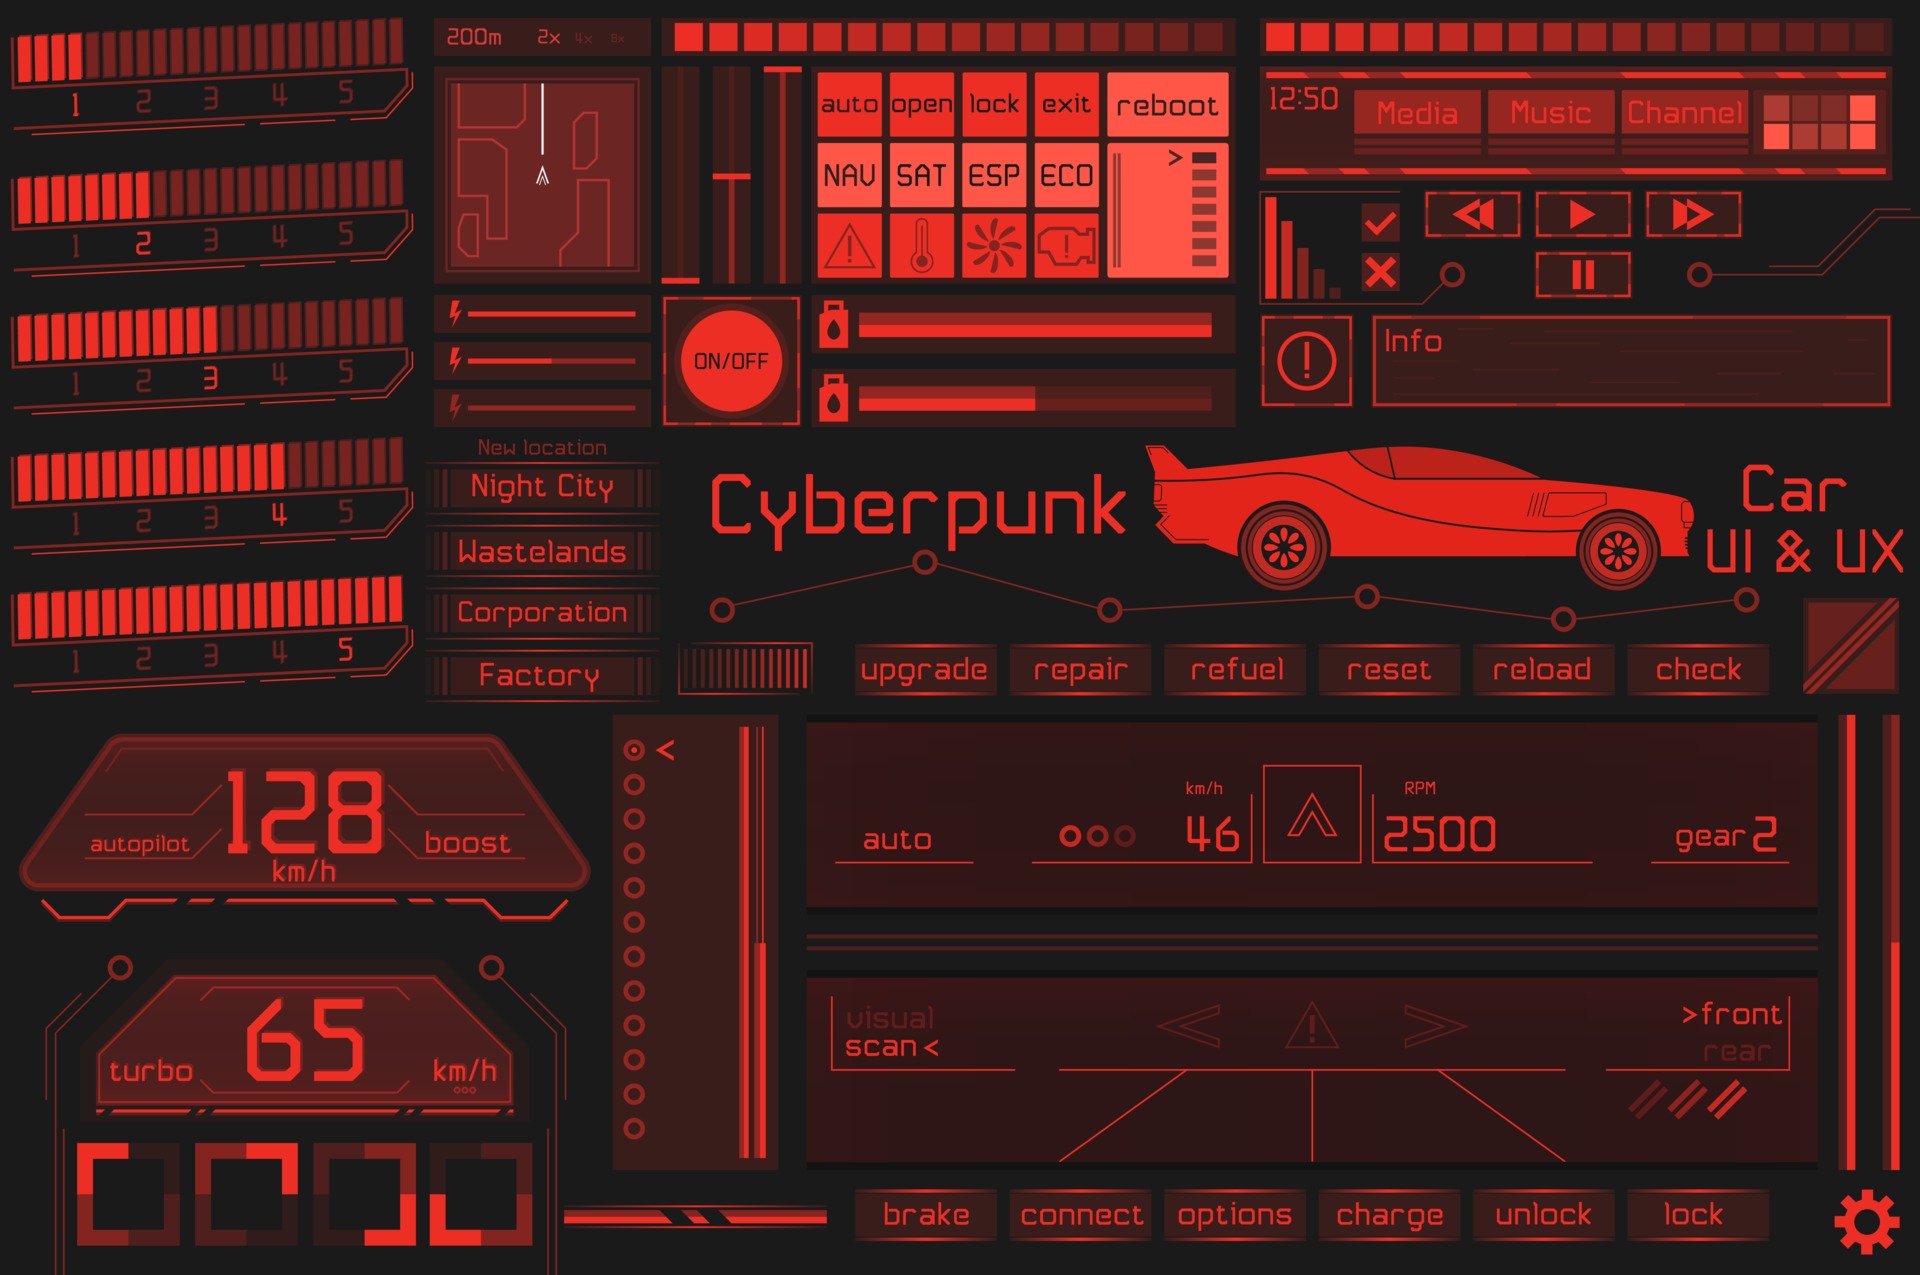 1 2 3 4 5
1 2 3 4 5
1 2 3 4 5
1 2 3 4 5
1 2 3 4 5
200m 2x 4x 8x
auto open lock exit reboot
NAV SAT ESP ECO
ON/OFF
12:50 Media Music Channel
Info
New location
Night City
Wastelands
Corporation
Factory
Cyberpunk
Car
UI & UX
upgrade repair refuel reset reload check
128
autopilot boost
km/h
65
turbo km/h
km/h RPM
auto 46 2500 gear 2
visual
scan <
>front
rear
brake connect options charge unlock lock